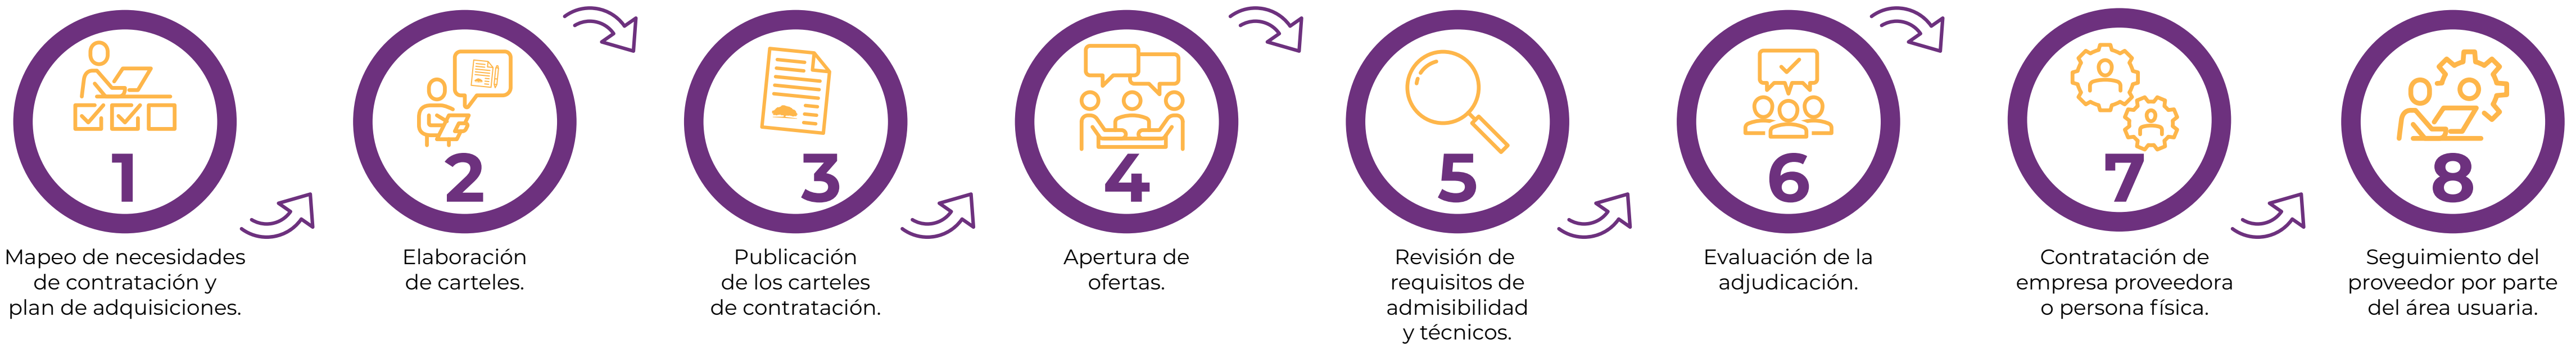 1
Mapeo de necesidades
de contratación y
plan de adquisiciones.
2
Elaboración
de carteles.
3
Publicación
de los carteles
de contratación.
4
Apertura de
ofertas.
5
Revisión de
requisitos de
admisibilidad
y técnicos.
6
Evaluación de la
adjudicación.
7
Contratación de
empresa proveedora
o persona física.
8
Seguimiento del
proveedor por parte
del área usuaria.